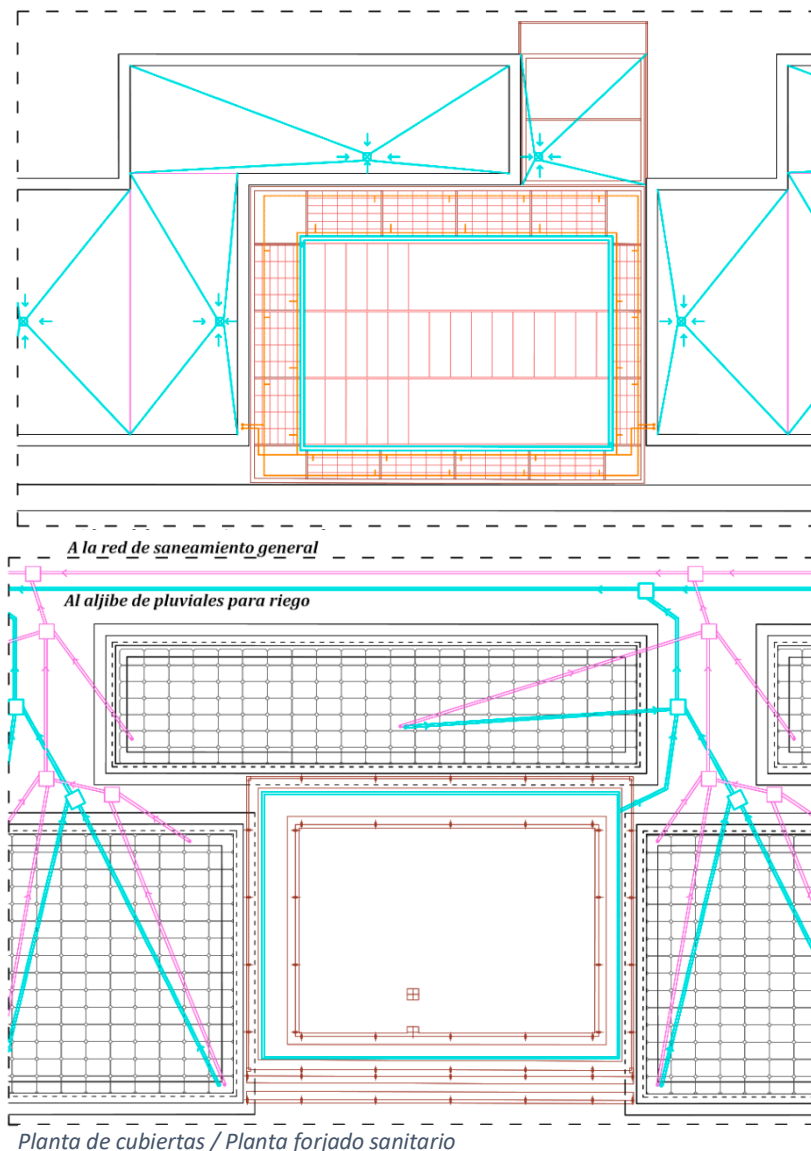 A la red de saneamiento general
Al aljibe de pluviales para riego
Planta de cubiertas / Planta forjado sanitario